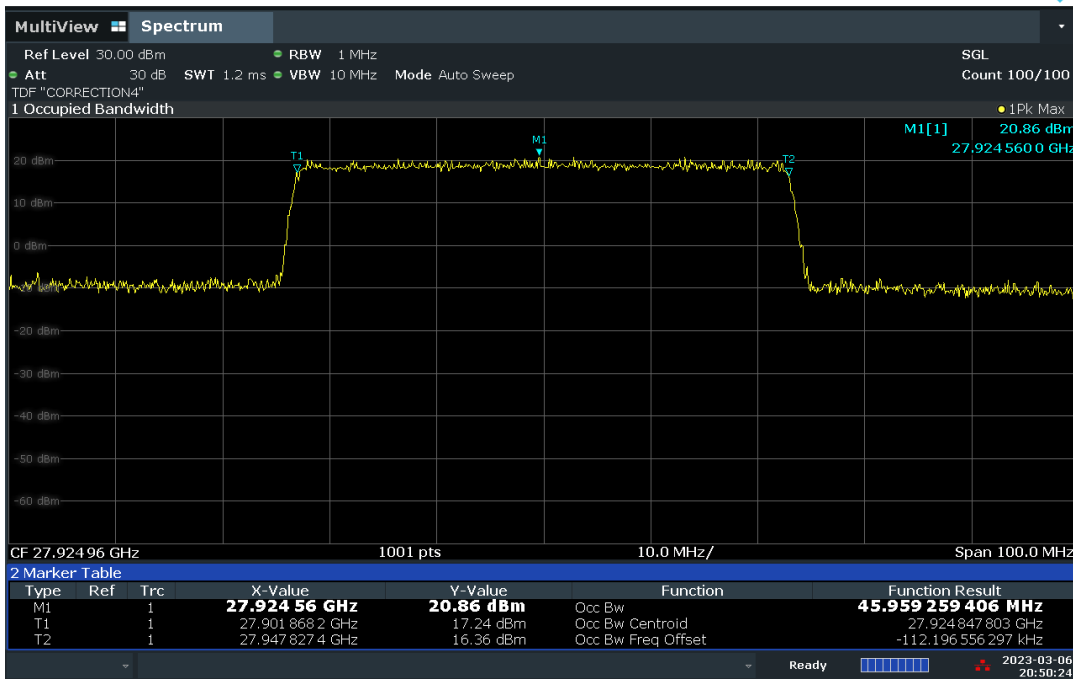 MultiView Spectrum
Ref Level 30.00 dBm RBW 1 MHz SGL
Att 30 dB SWT 1.2 ms VBW 10 MHz Mode Auto Sweep Count 100/100
TDF "CORRECTION4"
1 Occupied Bandwidth 1Pk Max
M1[1] 20.86 dBm
27.924 560 0 GHz
M1
T1
T2
20 dBm
10 dBm
0 dBm
-20 dBm
-30 dBm
-40 dBm
-50 dBm
-60 dBm
CF 27.924 96 GHz 1001 pts 10.0 MHz/ Span 100.0 MHz
2 Marker Table
Type Ref Trc X-Value Y-Value Function Function Result
M1 1 27.924 56 GHz 20.86 dBm Occ Bw 45.959 259 406 MHz
T1 1 27.901 868 2 GHz 17.24 dBm Occ Bw Centroid 27.924 847 803 GHz
T2 1 27.947 827 4 GHz 16.36 dBm Occ Bw Freq Offset -112.196 556 297 kHz
Ready 2023-03-06
20:50:24